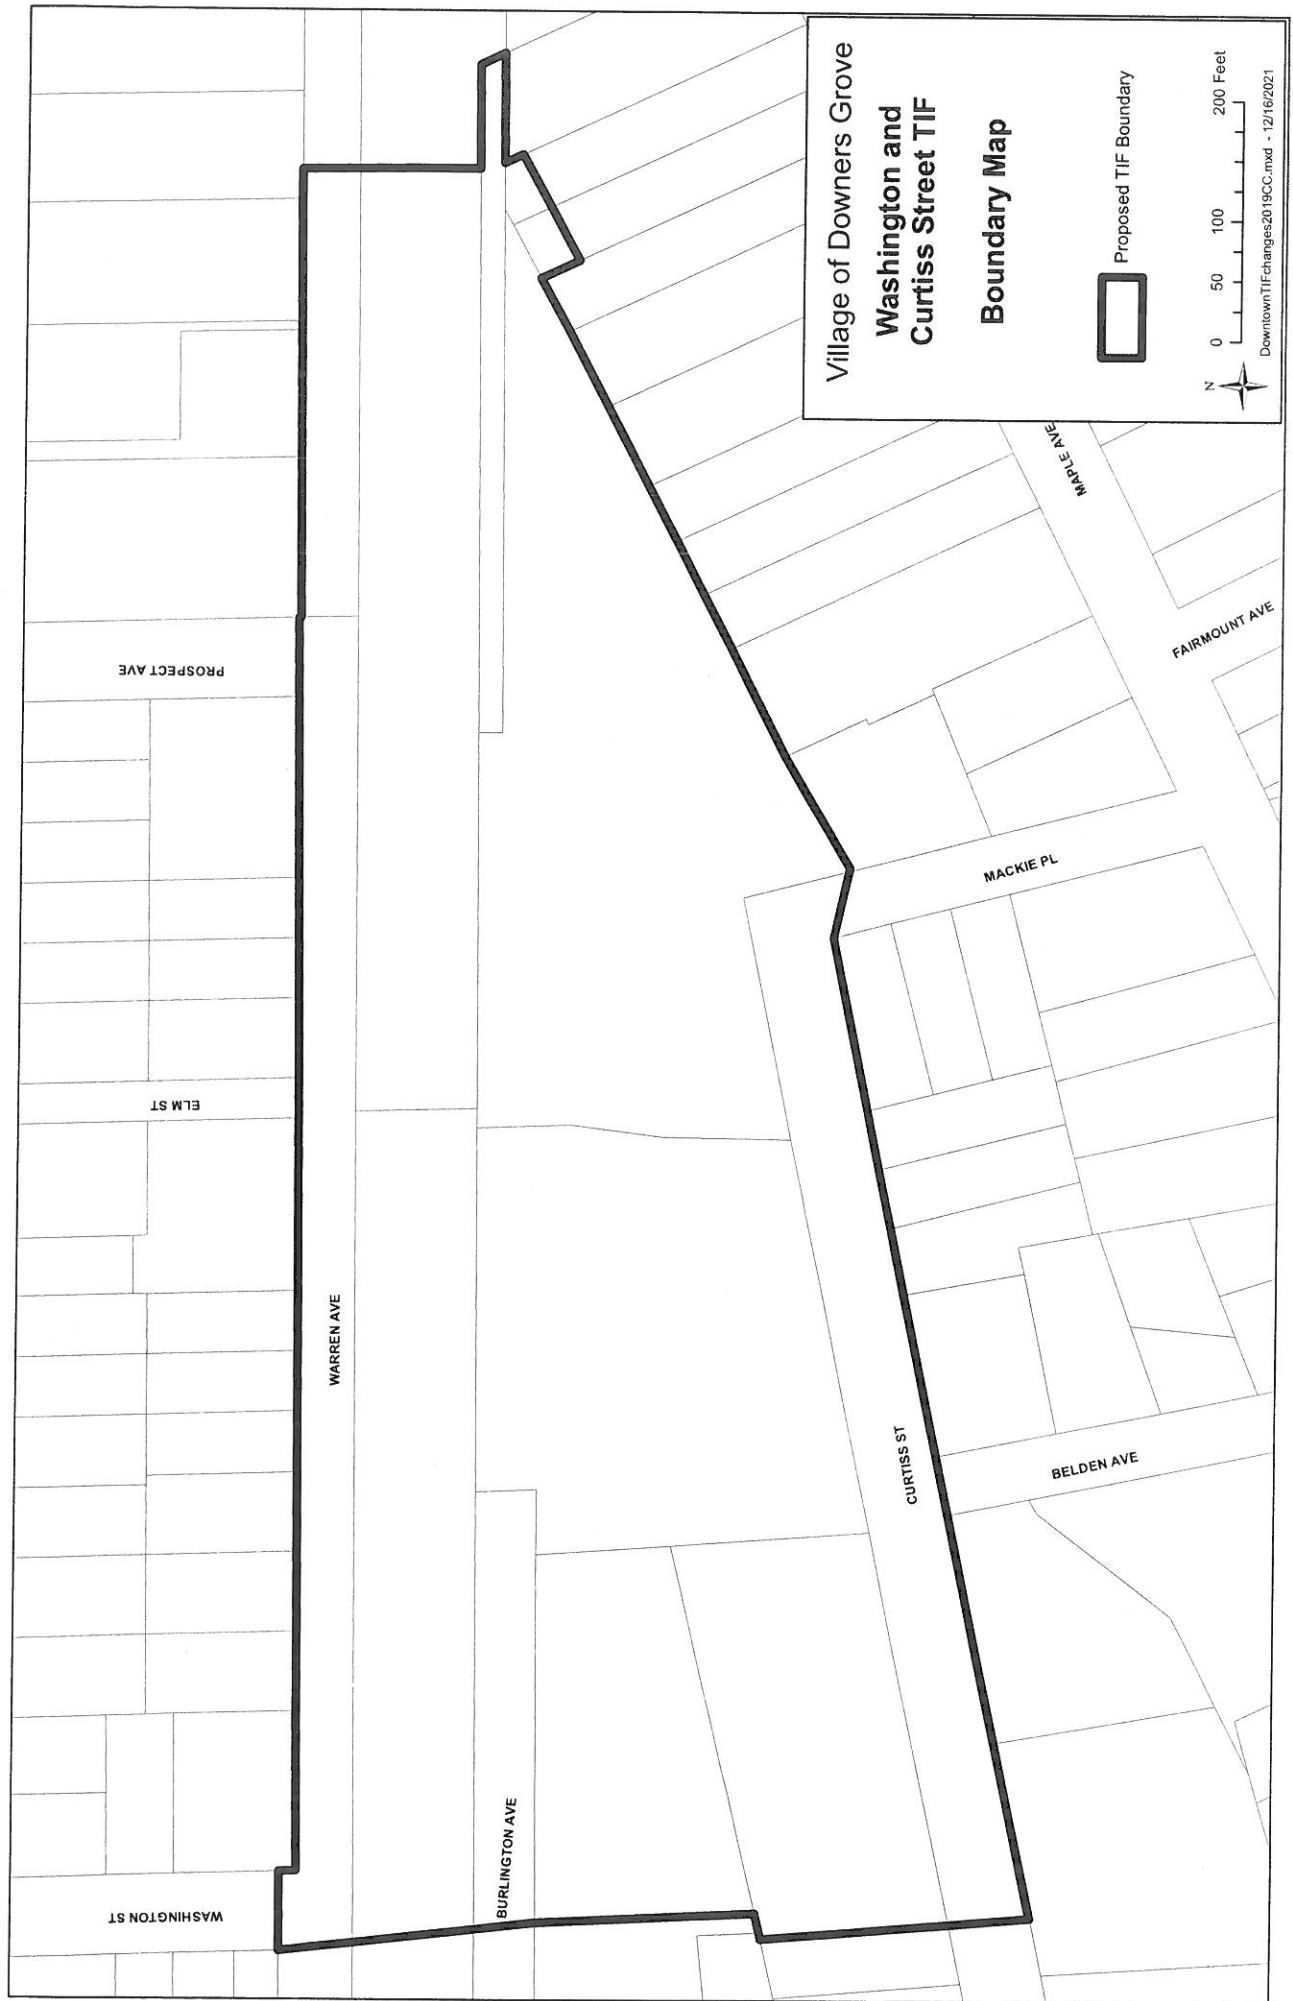 Village of Downers Grove
Washington and
Curtiss Street TIF
Boundary Map
Proposed TIF Boundary
0 50 100 200 Feet
N
DowntownTIFchanges2019CC.mxd - 12/16/2021
WASHINGTON ST
ELM ST
PROSPECT AVE
WARREN AVE
BURLINGTON AVE
CURTISS ST
BELDEN AVE
MACKIE PL
MAPLE AVE
FAIRMOUNT AVE